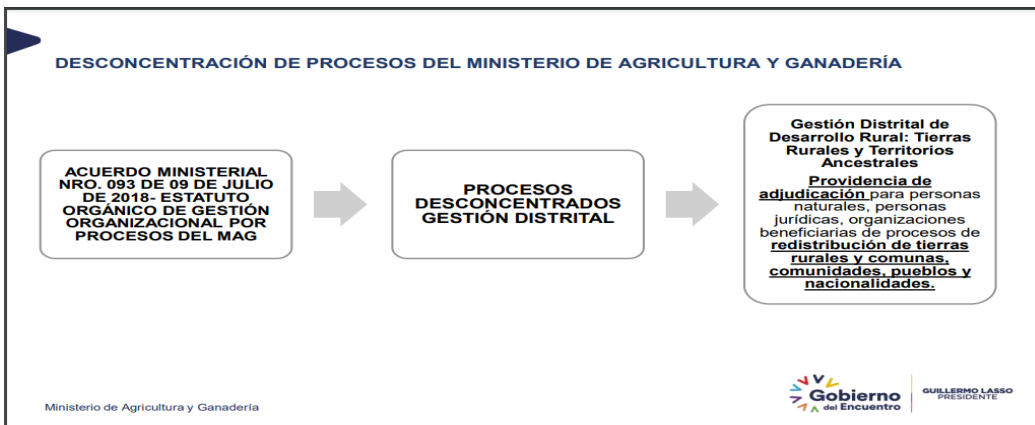 DESCONCENTRACIÓN DE PROCESOS DEL MINISTERIO DE AGRICULTURA Y GANADERÍA
ACUERDO MINISTERIAL
NRO. 093 DE 09 DE JULIO
DE 2018- ESTATUTO
ORGÁNICO DE GESTIÓN
ORGANIZACIONAL POR
PROCESOS DEL MAG
PROCESOS
DESCONCENTRADOS
GESTIÓN DISTRITAL
Gestión Distrital de
Desarrollo Rural: Tierras
Rurales y Territorios
Ancestrales
Providencia de
adjudicación para personas
naturales, personas
jurídicas, organizaciones
beneficiarias de procesos de
redistribución de tierras
rurales y comunas,
comunidades, pueblos y
nacionalidades.
Ministerio de Agricultura y Ganadería
Gobierno
del Encuentro
GUILLERMO LASSO
PRESIDENTE